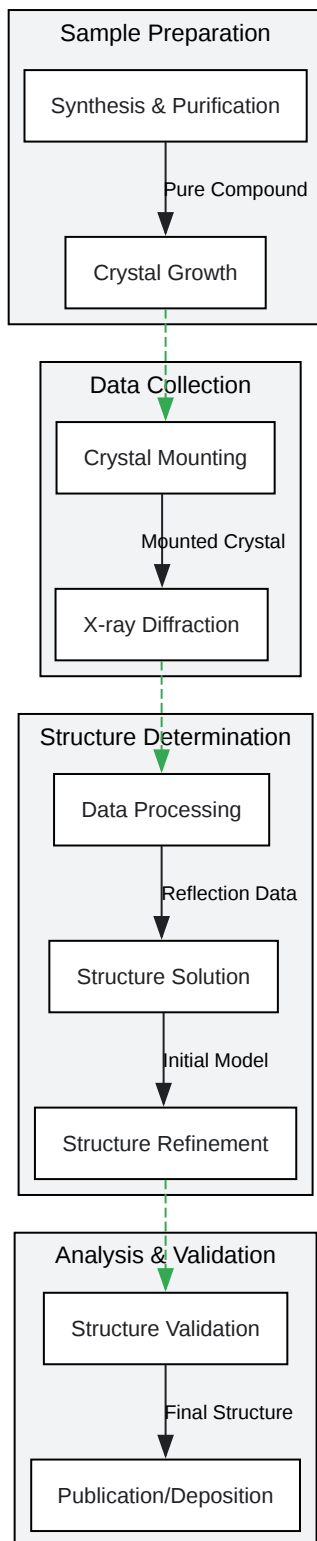 Sample Preparation
Synthesis & Purification
Pure Compound
Crystal Growth
Data Collection
Crystal Mounting
Mounted Crystal
X-ray Diffraction
Structure Determination
Data Processing
Reflection Data
Structure Solution
Initial Model
Structure Refinement
Analysis & Validation
Structure Validation
Final Structure
Publication/Deposition